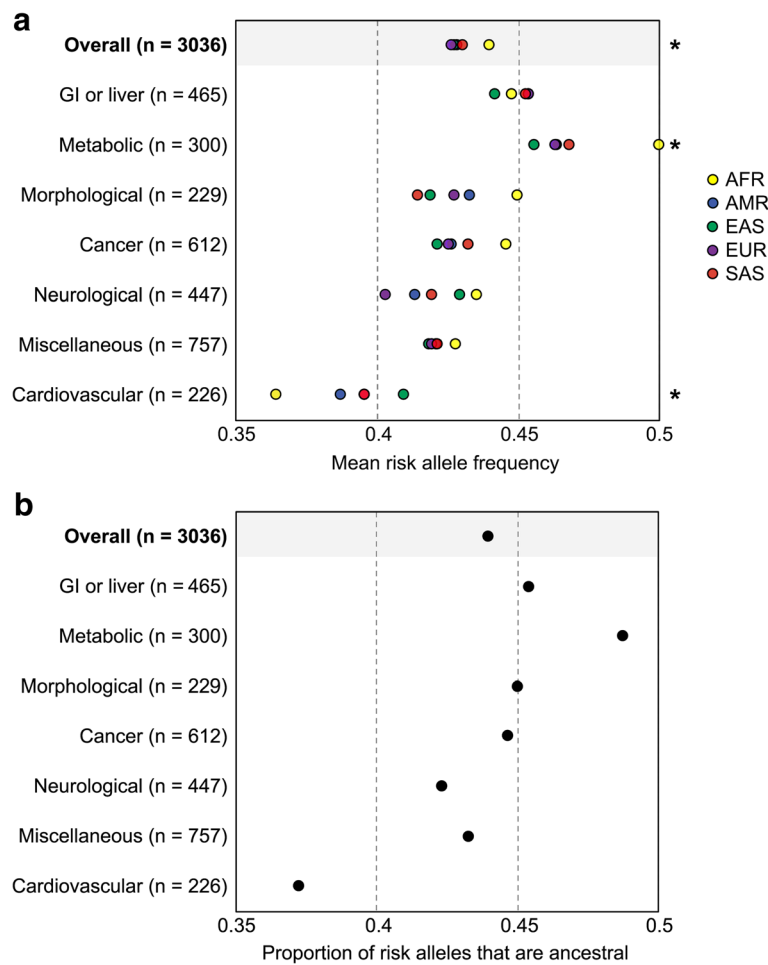 a
Overall (n = 3036)
*
GI or liver (n = 465)
Metabolic (n = 300)
*
Morphological (n = 229)
Cancer (n = 612)
Neurological (n = 447)
Miscellaneous (n = 757)
Cardiovascular (n = 226)
*
AFR
AMR
EAS
EUR
SAS
0.35
0.4
0.45
0.5
Mean risk allele frequency
b
Overall (n = 3036)
GI or liver (n = 465)
Metabolic (n = 300)
Morphological (n = 229)
Cancer (n = 612)
Neurological (n = 447)
Miscellaneous (n = 757)
Cardiovascular (n = 226)
0.35
0.4
0.45
0.5
Proportion of risk alleles that are ancestral